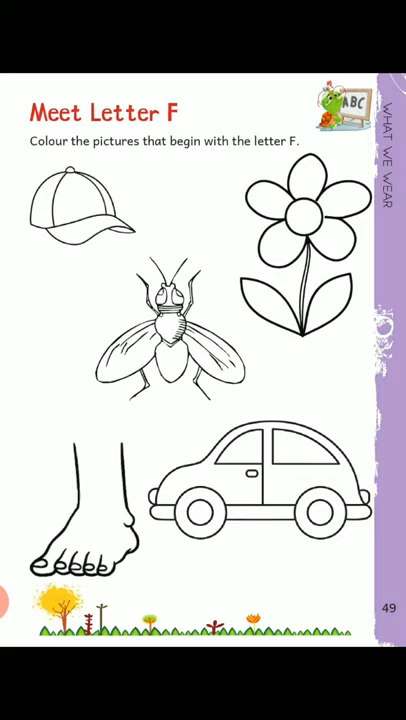 Meet Letter F
ABC
Colour the pictures that begin with the letter F.
WHAT WE WEAR
49